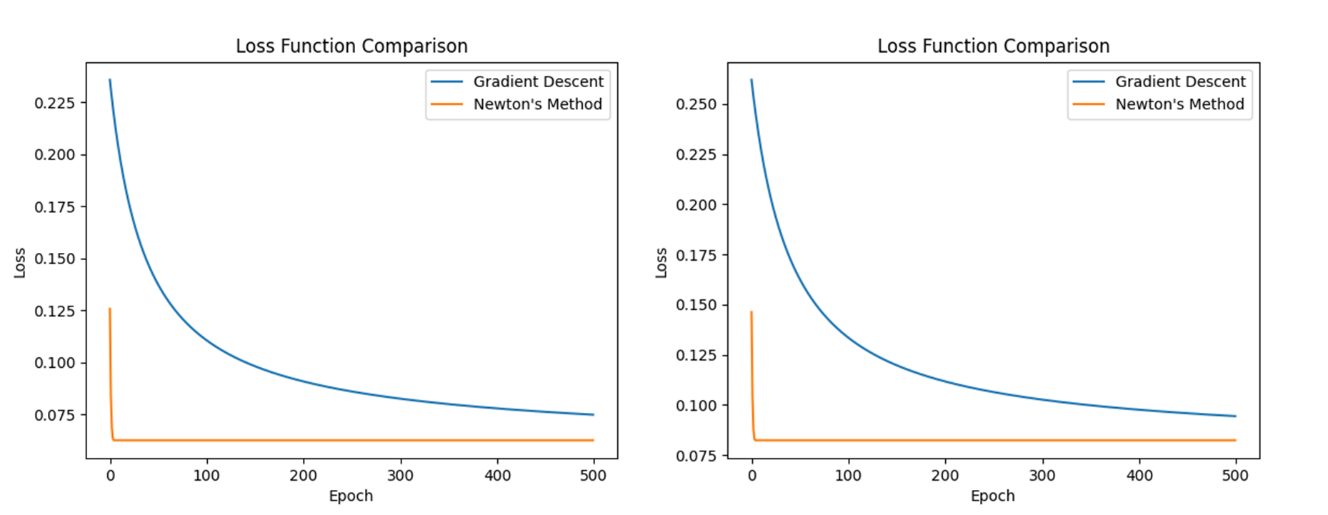 Loss Function Comparison
Gradient Descent
Newton's Method
0.225
0.200
0.175
0.150
0.125
0.100
0.075
Loss
0 100 200 300 400 500
Epoch
Loss Function Comparison
Gradient Descent
Newton's Method
0.250
0.225
0.200
0.175
0.150
0.125
0.100
0.075
Loss
0 100 200 300 400 500
Epoch